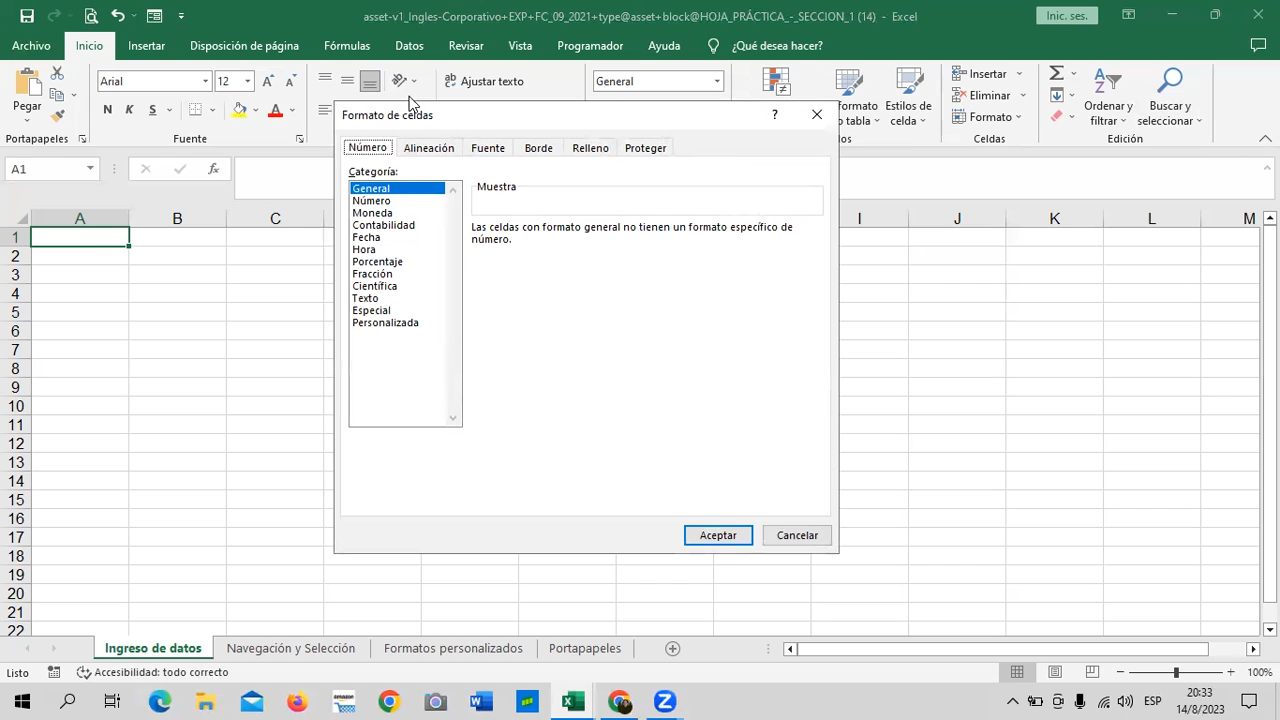 asset-v1_Ingles-Corporativo+EXP+FC_09_2021+type@asset+block@HOJA_PRÁCTICA_-_SECCION_1 (14) - Excel
Inic. ses.
Archivo Inicio Insertar Disposición de página Fórmulas Datos Revisar Vista Programador Ayuda ¿Qué desea hacer?
Pegar
Arial 12
N K S
Ajustar texto
General
Formato
tabla
Estilos de
celda
Insertar
Eliminar
Formato
Ordenar y
filtrar
Buscar y
seleccionar
Portapapeles Fuente Celdas Edición
Formato de celdas
Número Alineación Fuente Borde Relleno Proteger
Categoría:
General
Número
Moneda
Contabilidad
Fecha
Hora
Porcentaje
Fracción
Científica
Texto
Especial
Personalizada
Muestra
Las celdas con formato general no tienen un formato específico de
número.
Aceptar Cancelar
A1
fx
A B C I J K L M
1
2
3
4
5
6
7
8
9
10
11
12
13
14
15
16
17
18
19
20
21
22
Ingreso de datos Navegación y Selección Formatos personalizados Portapapeles
Listo Accesibilidad: todo correcto 100%
ESP
20:33
14/8/2023